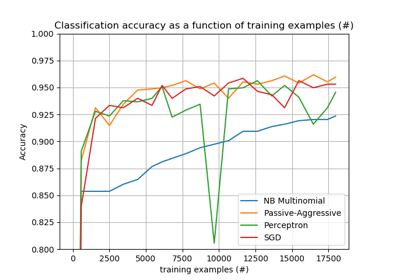 Classification accuracy as a function of training examples (#)
1.000
0.975
0.950
0.925
0.900
0.875
0.850
0.825
0.800
Accuracy
NB Multinomial
Passive-Aggressive
Perceptron
SGD
0 2500 5000 7500 10000 12500 15000 17500
training examples (#)